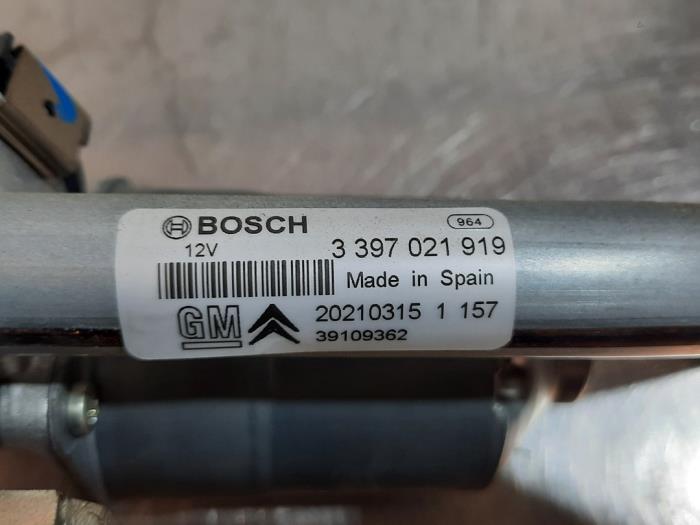 BOSCH 964
12V 3 397 021 919
Made in Spain
GM 20210315 1 157
39109362